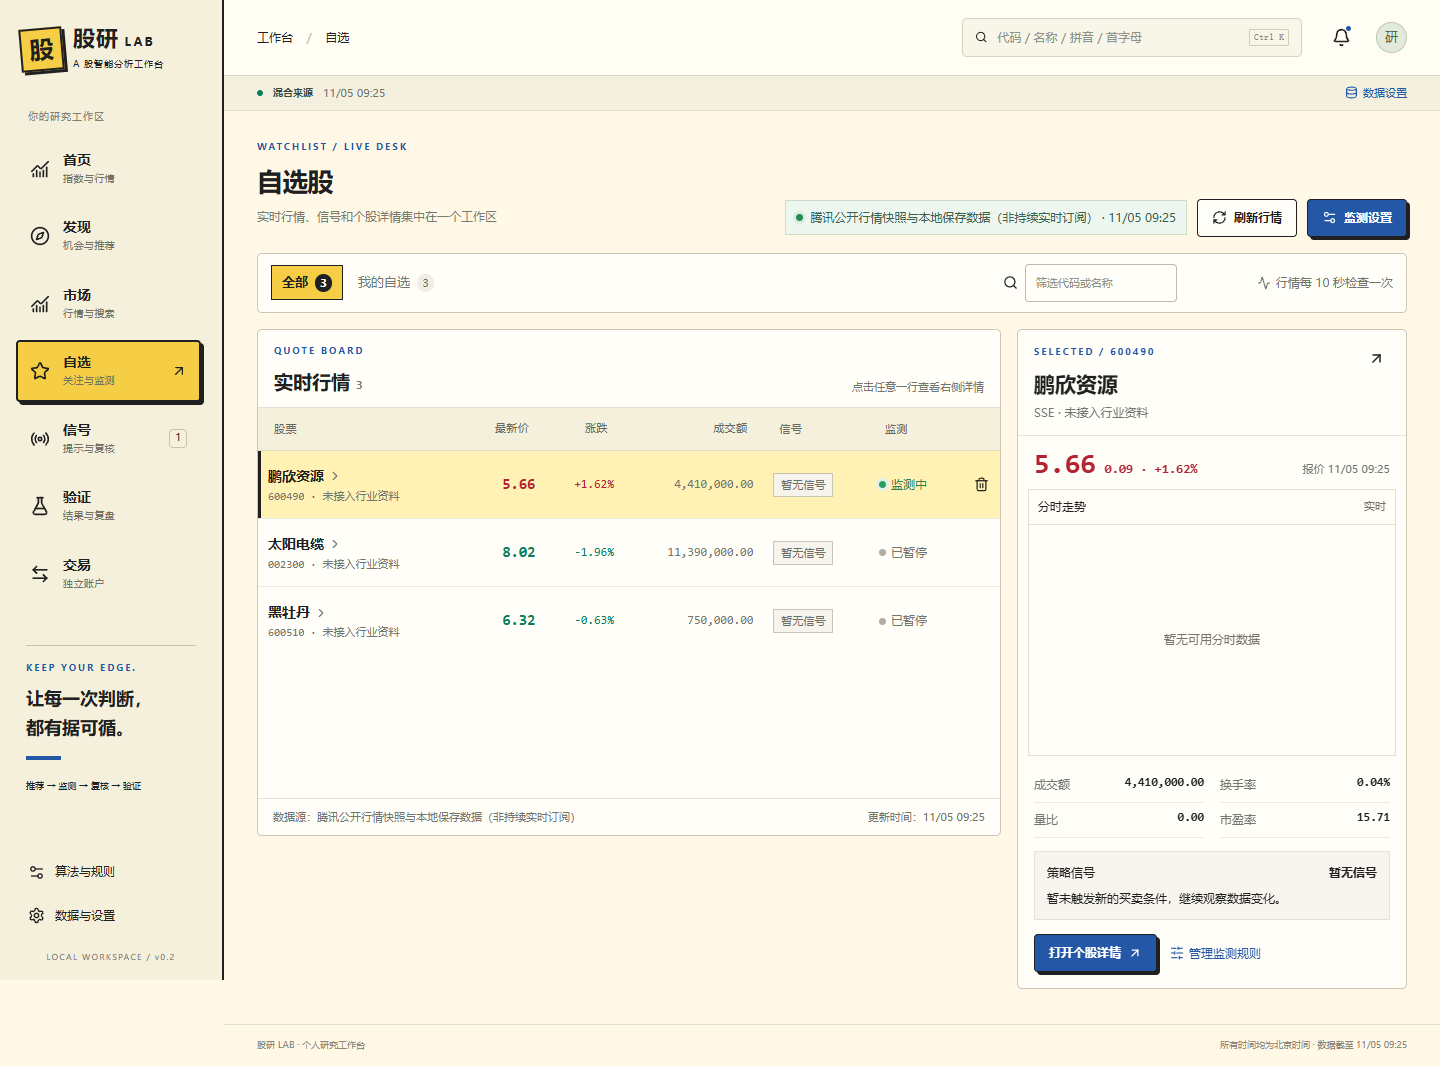 股 股研 LAB
A 股智能分析工作台
你的研究工作区
首页
指数与行情
发现
机会与推荐
市场
行情与搜索
自选
关注与监测
信号
提示与复核
1
验证
结果与复盘
交易
独立账户
KEEP YOUR EDGE.
让每一次判断，
都有据可循。
推荐 → 监测 → 复核 → 验证
算法与规则
数据与设置
LOCAL WORKSPACE / v0.2
工作台 / 自选
代码 / 名称 / 拼音 / 首字母 Ctrl K
研
混合来源 11/05 09:25
数据设置
WATCHLIST / LIVE DESK
自选股
实时行情、信号和个股详情集中在一个工作区
腾讯公开行情快照与本地保存数据（非持续实时订阅） · 11/05 09:25
刷新行情
监测设置
全部 3 我的自选 3
筛选代码或名称
行情每 10 秒检查一次
QUOTE BOARD
实时行情 3
点击任意一行查看右侧详情
股票 最新价 涨跌 成交额 信号 监测
鹏欣资源
600490 · 未接入行业资料
5.66 +1.62% 4,410,000.00 暂无信号 监测中
太阳电缆
002300 · 未接入行业资料
8.02 -1.96% 11,390,000.00 暂无信号 已暂停
黑牡丹
600510 · 未接入行业资料
6.32 -0.63% 750,000.00 暂无信号 已暂停
数据源：腾讯公开行情快照与本地保存数据（非持续实时订阅） 更新时间：11/05 09:25
SELECTED / 600490
鹏欣资源
SSE · 未接入行业资料
5.66 0.09 · +1.62% 报价 11/05 09:25
分时走势 实时
暂无可用分时数据
成交额 4,410,000.00 换手率 0.04%
量比 0.00 市盈率 15.71
策略信号 暂无信号
暂未触发新的买卖条件，继续观察数据变化。
打开个股详情
管理监测规则
股研 LAB · 个人研究工作台
所有时间均为北京时间 · 数据截至 11/05 09:25